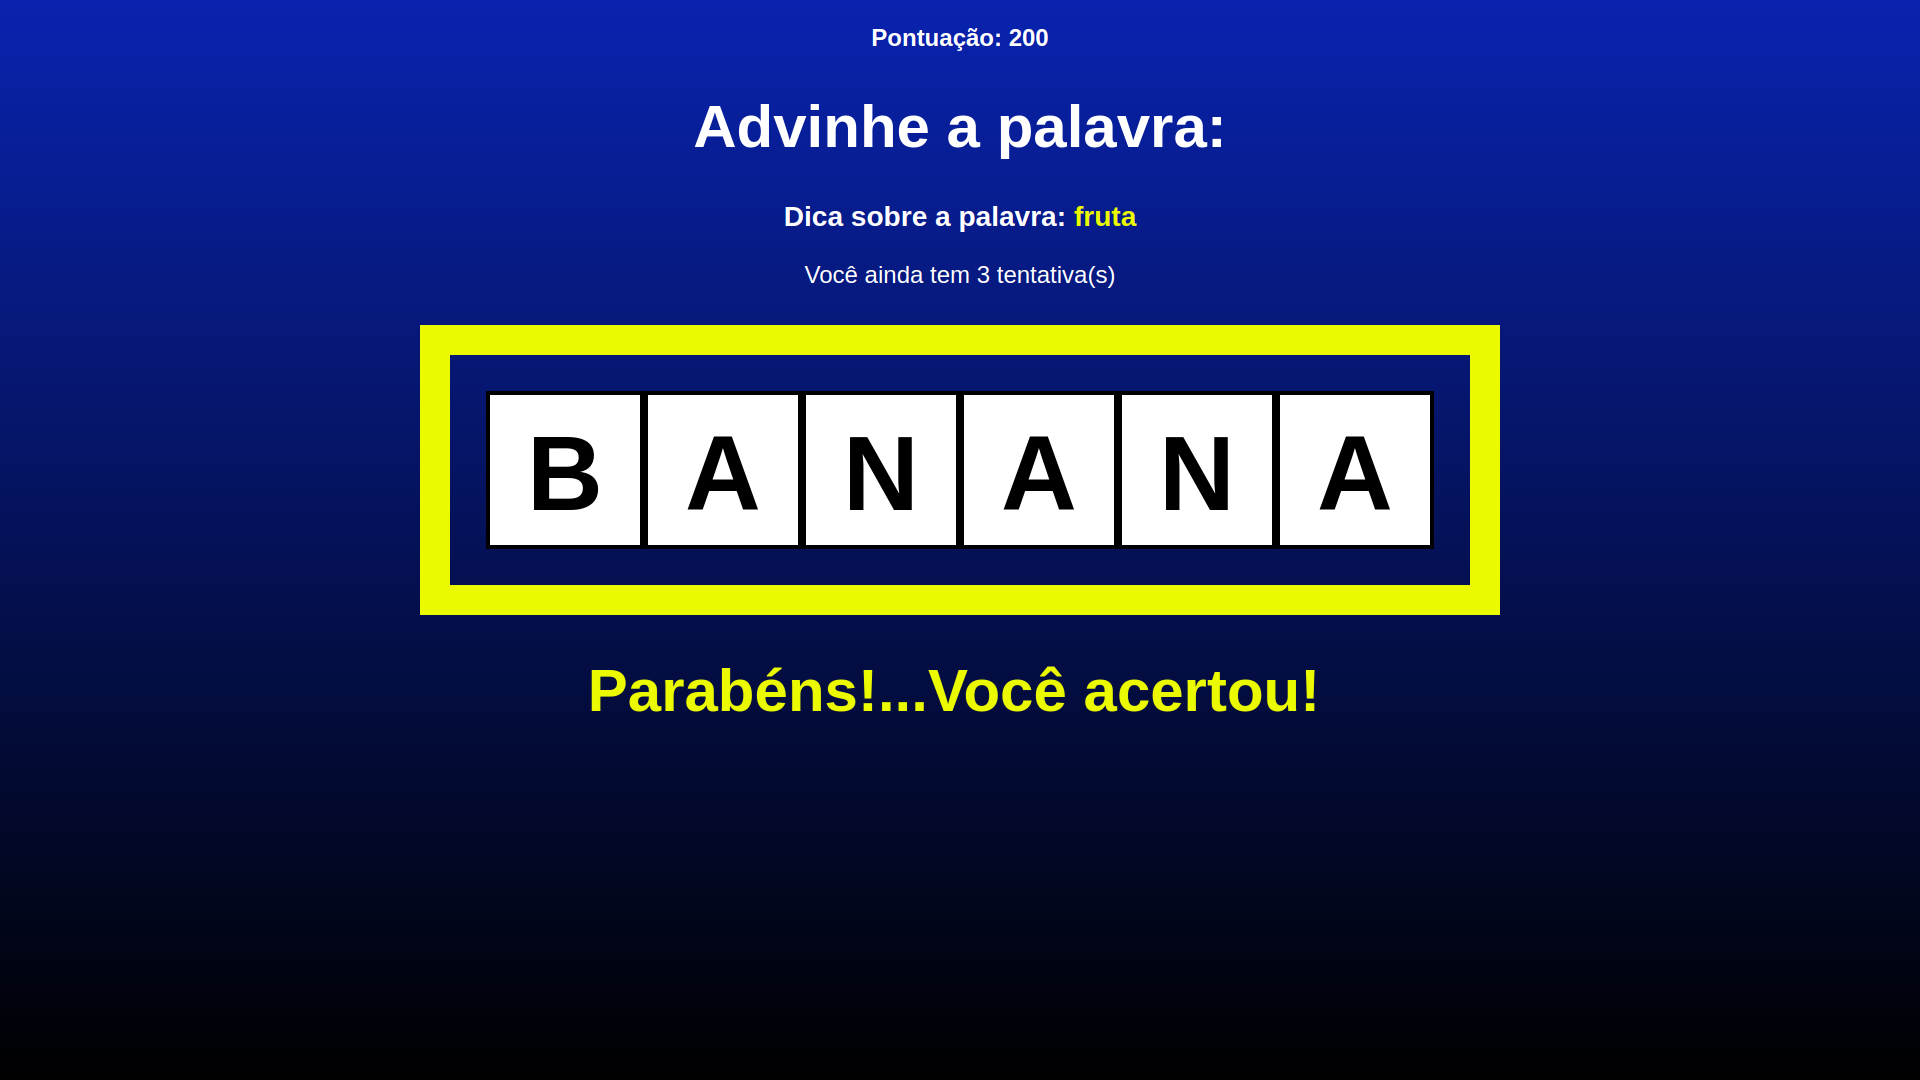 Pontuação: 200
Advinhe a palavra:
Dica sobre a palavra: fruta
Você ainda tem 3 tentativa(s)
B A N A N A
Parabéns!...Você acertou!